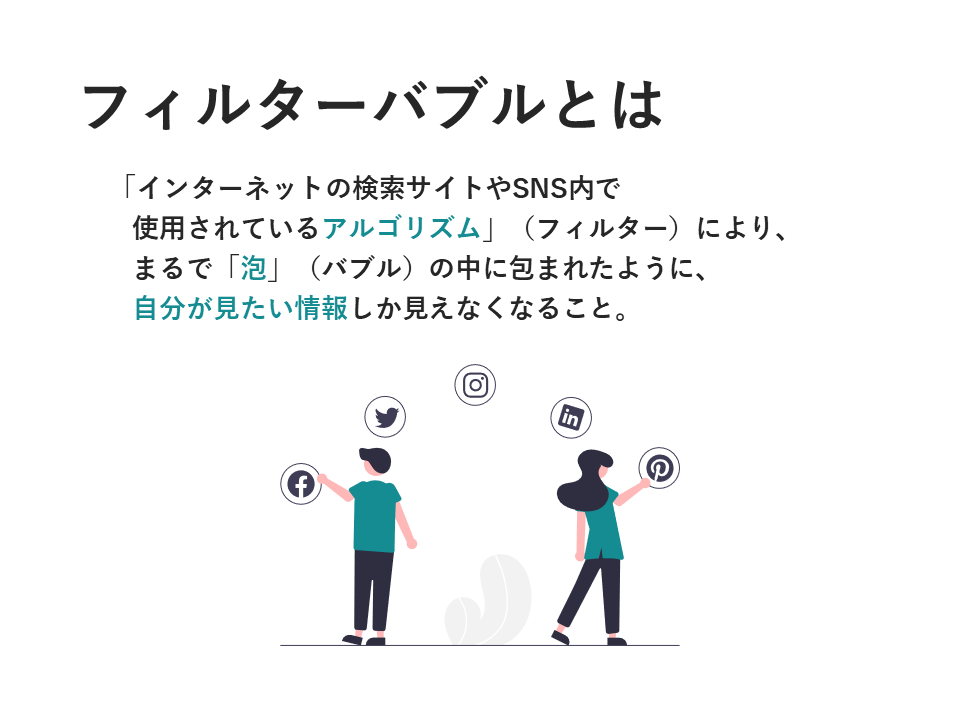 フィルターバブルとは
「インターネットの検索サイトやSNS内で
使用されているアルゴリズム」（フィルター）により、
まるで「泡」（バブル）の中に包まれたように、
自分が見たい情報しか見えなくなること。
in